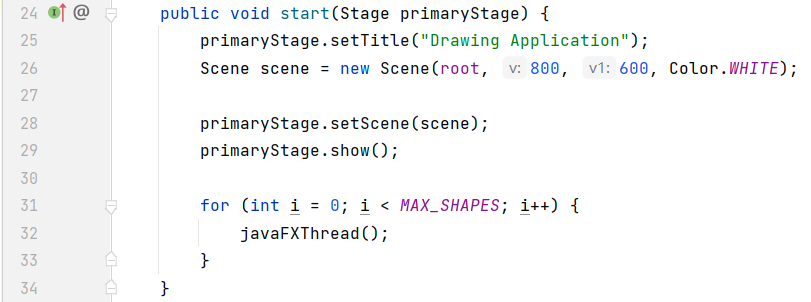 24 @ public void start(Stage primaryStage) {
25 primaryStage.setTitle("Drawing Application");
26 Scene scene = new Scene(root, v: 800, v1: 600, Color.WHITE);
27
28 primaryStage.setScene(scene);
29 primaryStage.show();
30
31 for (int i = 0; i < MAX_SHAPES; i++) {
32 javaFXThread();
33 }
34 }